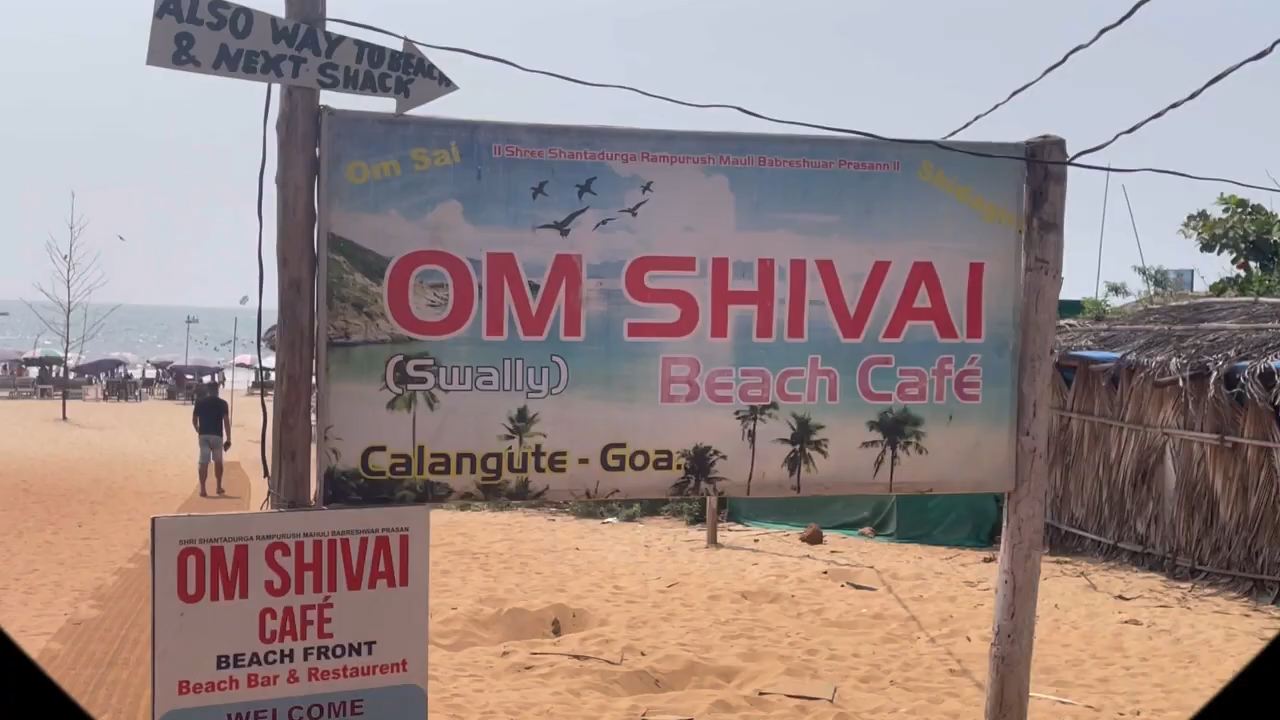 ALSO WAY TO BEACH
& NEXT SHACK
Om Sai
II Shree Shantadurga Rampurush Mauli Babreshwar Prasann II
OM SHIVAI
(Swally)
Beach Café
Calangute - Goa.
SHRI SHANTADURGA RAMPURUSH MAHULI BABRESHWAR PRASAN
OM SHIVAI
CAFÉ
BEACH FRONT
Beach Bar & Restaurent
WELCOME